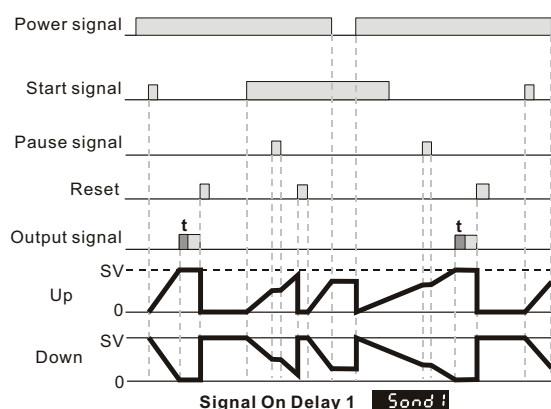 Power signal
Start signal
Pause signal
Reset
t
t
Output signal
SV
Up
0
SV
Down
0
Signal On Delay 1 Sond1